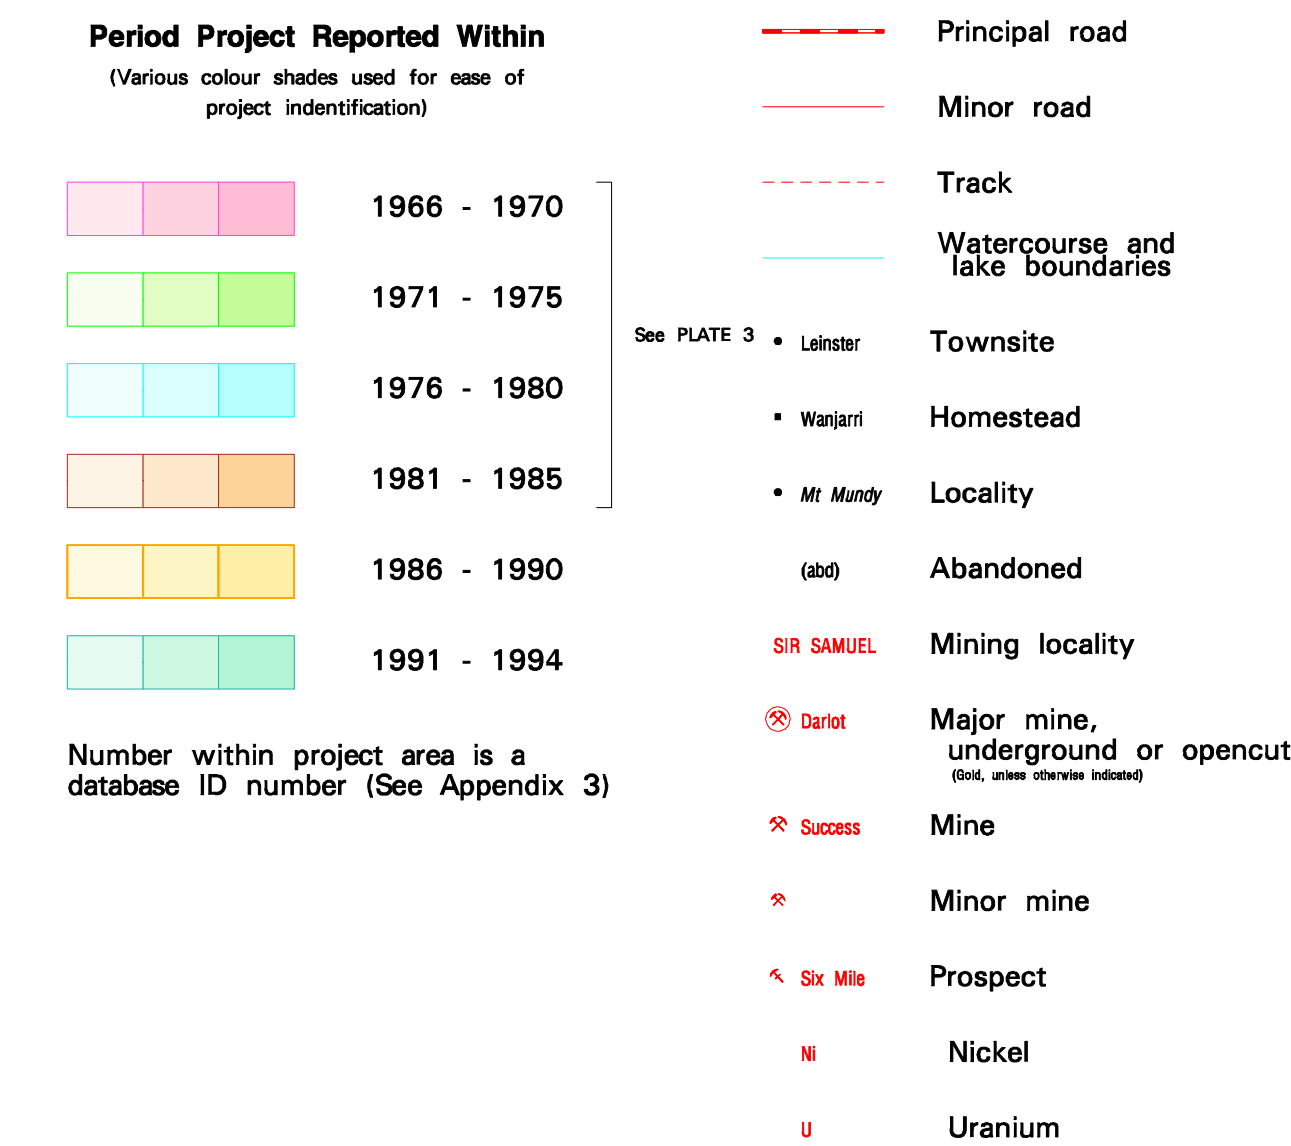 Period Project Reported Within
(Various colour shades used for ease of
project indentification)
1966 - 1970
1971 - 1975
1976 - 1980
1981 - 1985
See PLATE 3
1986 - 1990
1991 - 1994
Number within project area is a
database ID number (See Appendix 3)
Principal road
Minor road
Track
Watercourse and
lake boundaries
Leinster Townsite
Wanjarri Homestead
Mt Mundy Locality
(abd) Abandoned
SIR SAMUEL Mining locality
Darlot Major mine,
underground or opencut
(Gold, unless otherwise indicated)
Success Mine
Minor mine
Six Mile Prospect
Ni Nickel
U Uranium